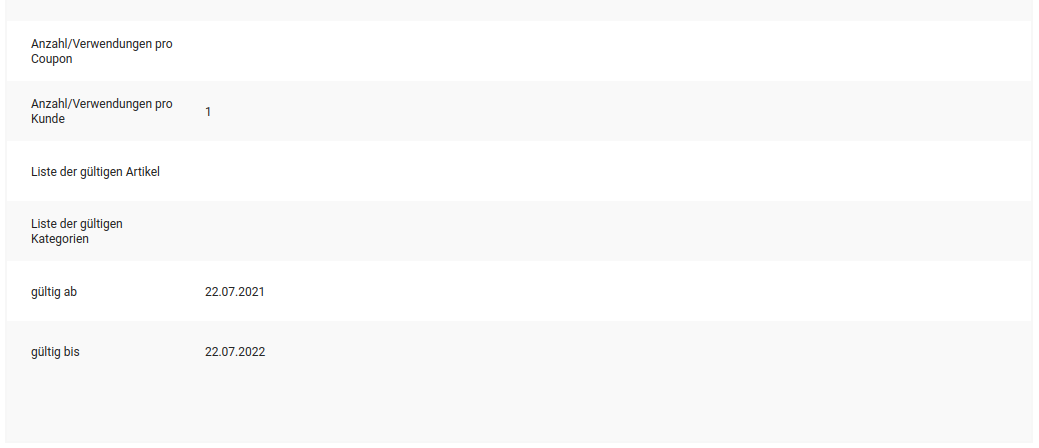 Anzahl/Verwendungen pro
Coupon
Anzahl/Verwendungen pro
Kunde
1
Liste der gültigen Artikel
Liste der gültigen
Kategorien
gültig ab
22.07.2021
gültig bis
22.07.2022